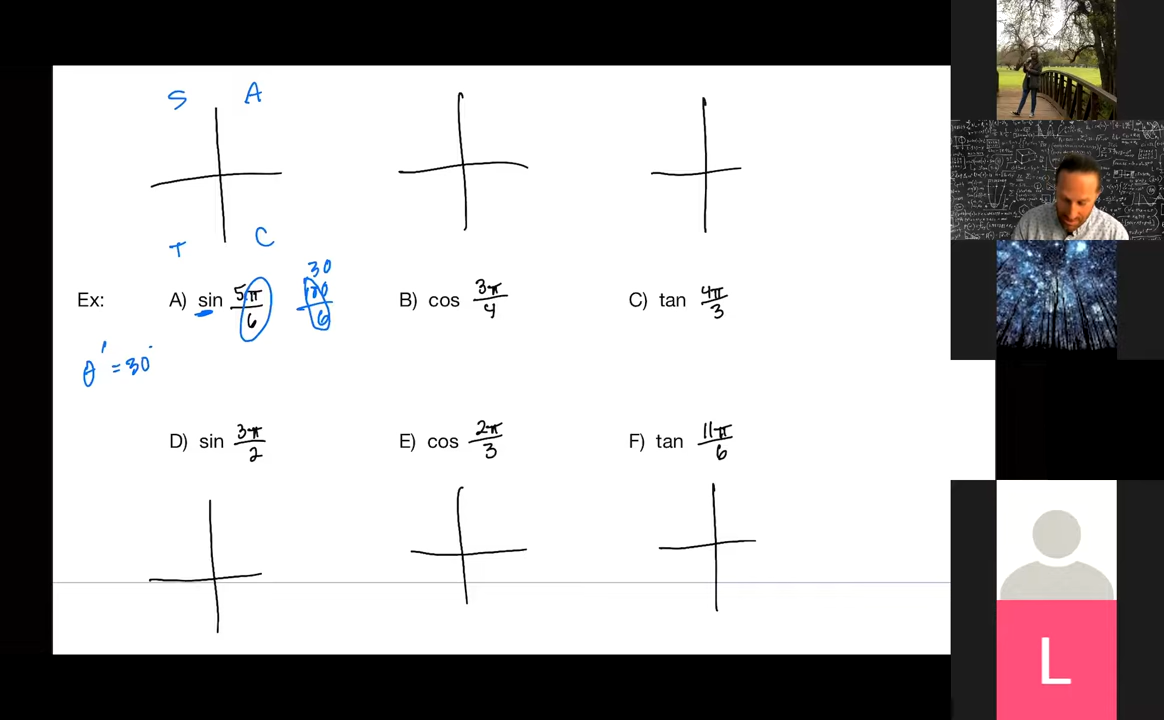 S A
T C
30
Ex: A) sin 5π/6 180/6 B) cos 3π/4 C) tan 4π/3
θ' = 30°
D) sin 3π/2 E) cos 2π/3 F) tan 11π/6
L